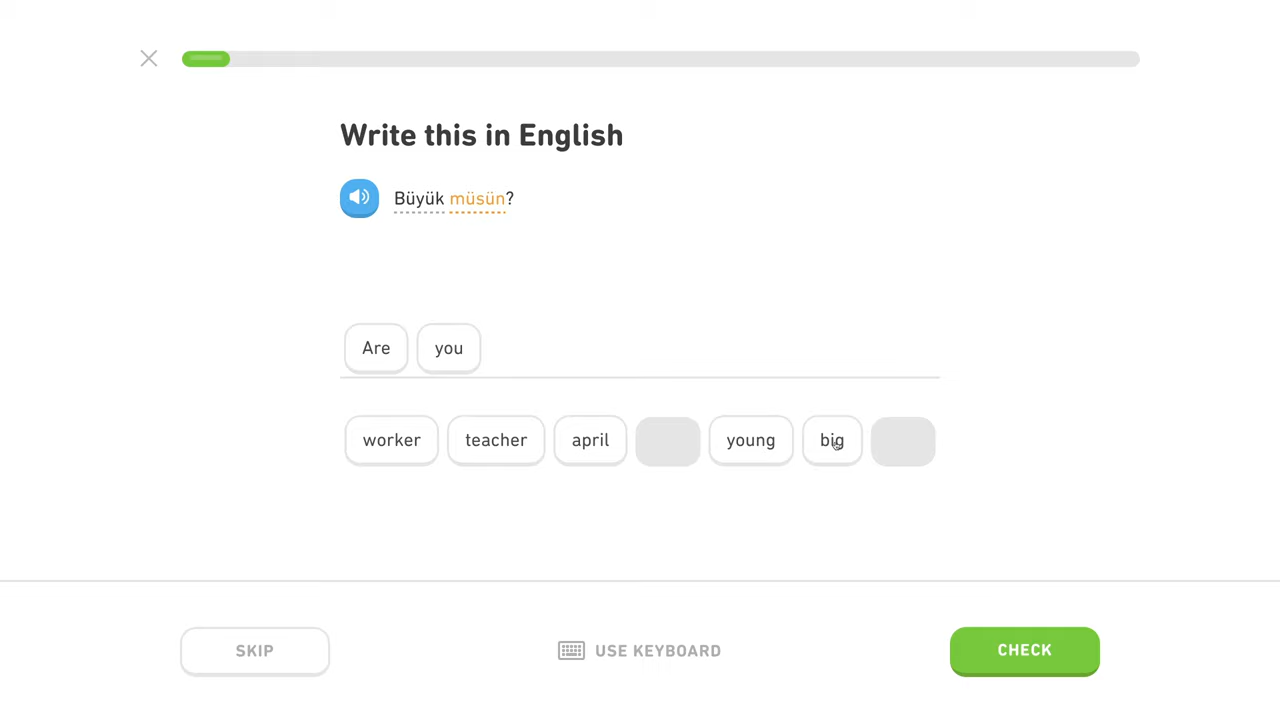 Write this in English
Büyük müsün?
Are you
worker teacher april young big
SKIP USE KEYBOARD CHECK